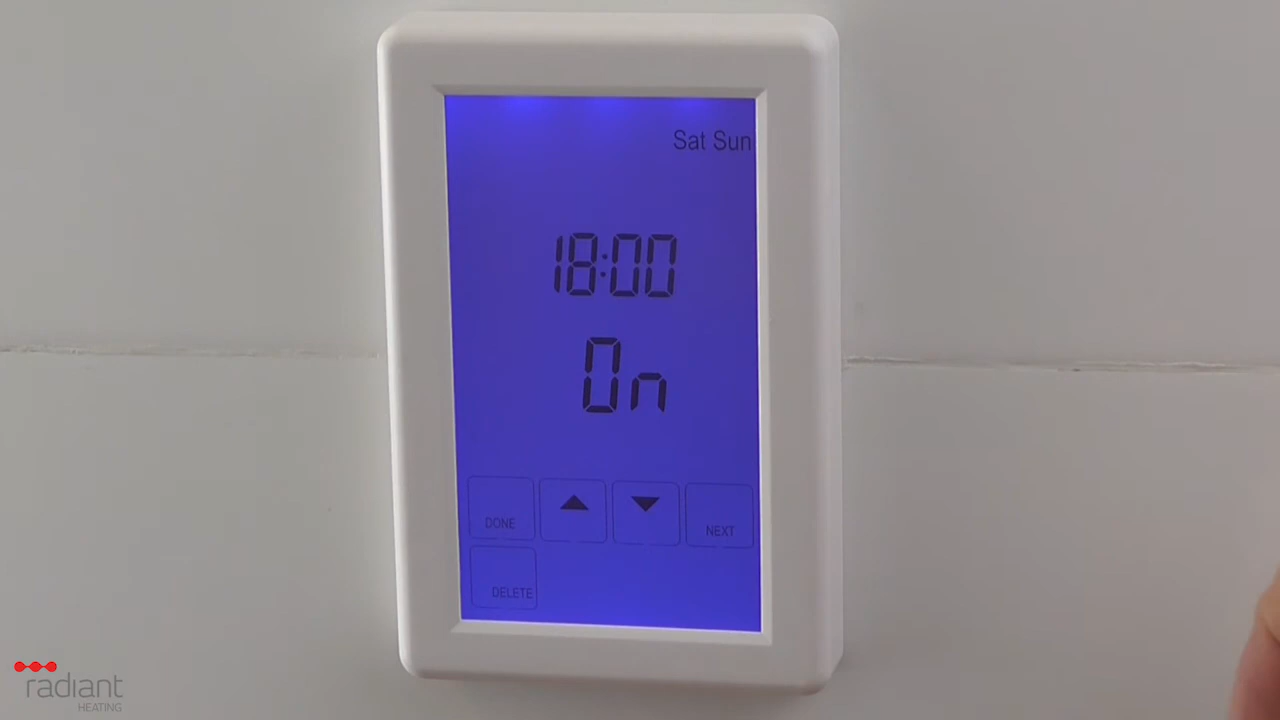 Sat Sun
18:00
On
DONE
NEXT
DELETE
radiant
HEATING